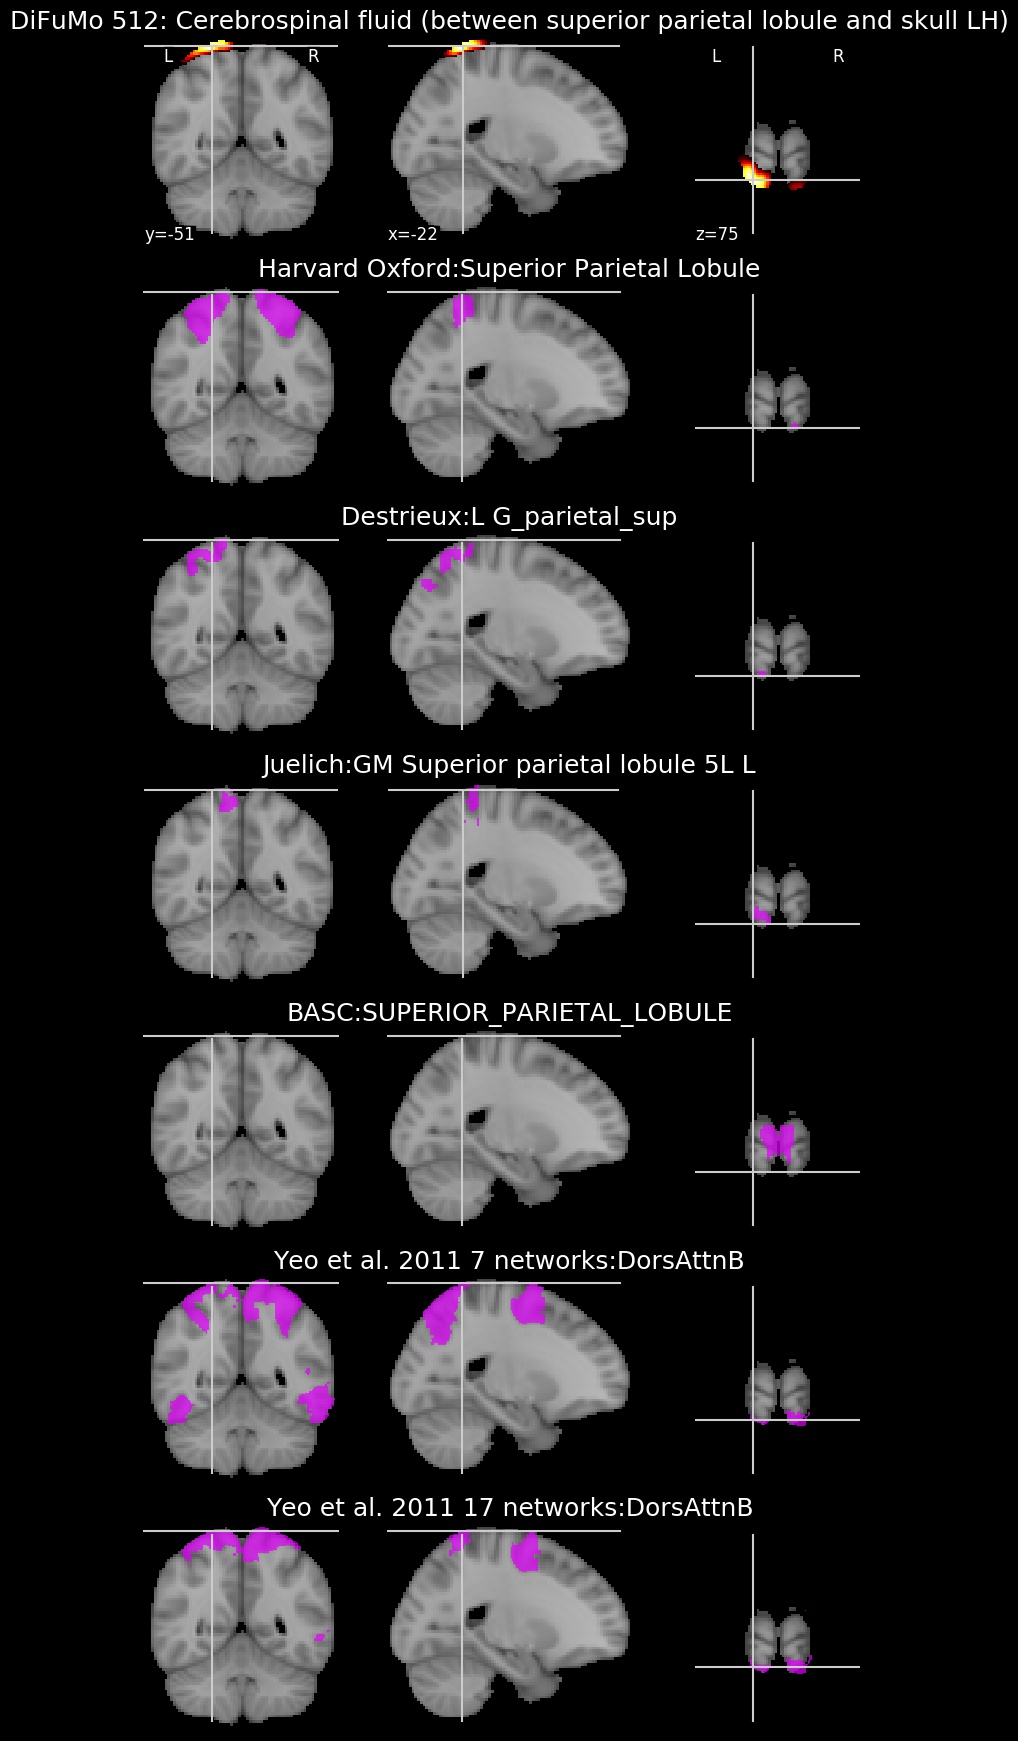 DiFuMo 512: Cerebrospinal fluid (between superior parietal lobule and skull LH)
L R L R
y=-51 x=-22 z=75
Harvard Oxford:Superior Parietal Lobule
Destrieux:L G_parietal_sup
Juelich:GM Superior parietal lobule 5L L
BASC:SUPERIOR_PARIETAL_LOBULE
Yeo et al. 2011 7 networks:DorsAttnB
Yeo et al. 2011 17 networks:DorsAttnB